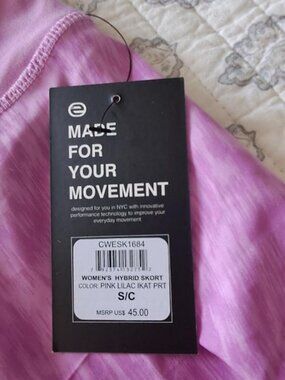 MADE
FOR
YOUR
MOVEMENT
designed for you in NYC with innovative
performance technology to improve your
everyday movement
CWESK1684
WOMEN'S HYBRID SKORT
COLOR: PINK LILAC IKAT PRT
S/C
MSRP US$ 45.00